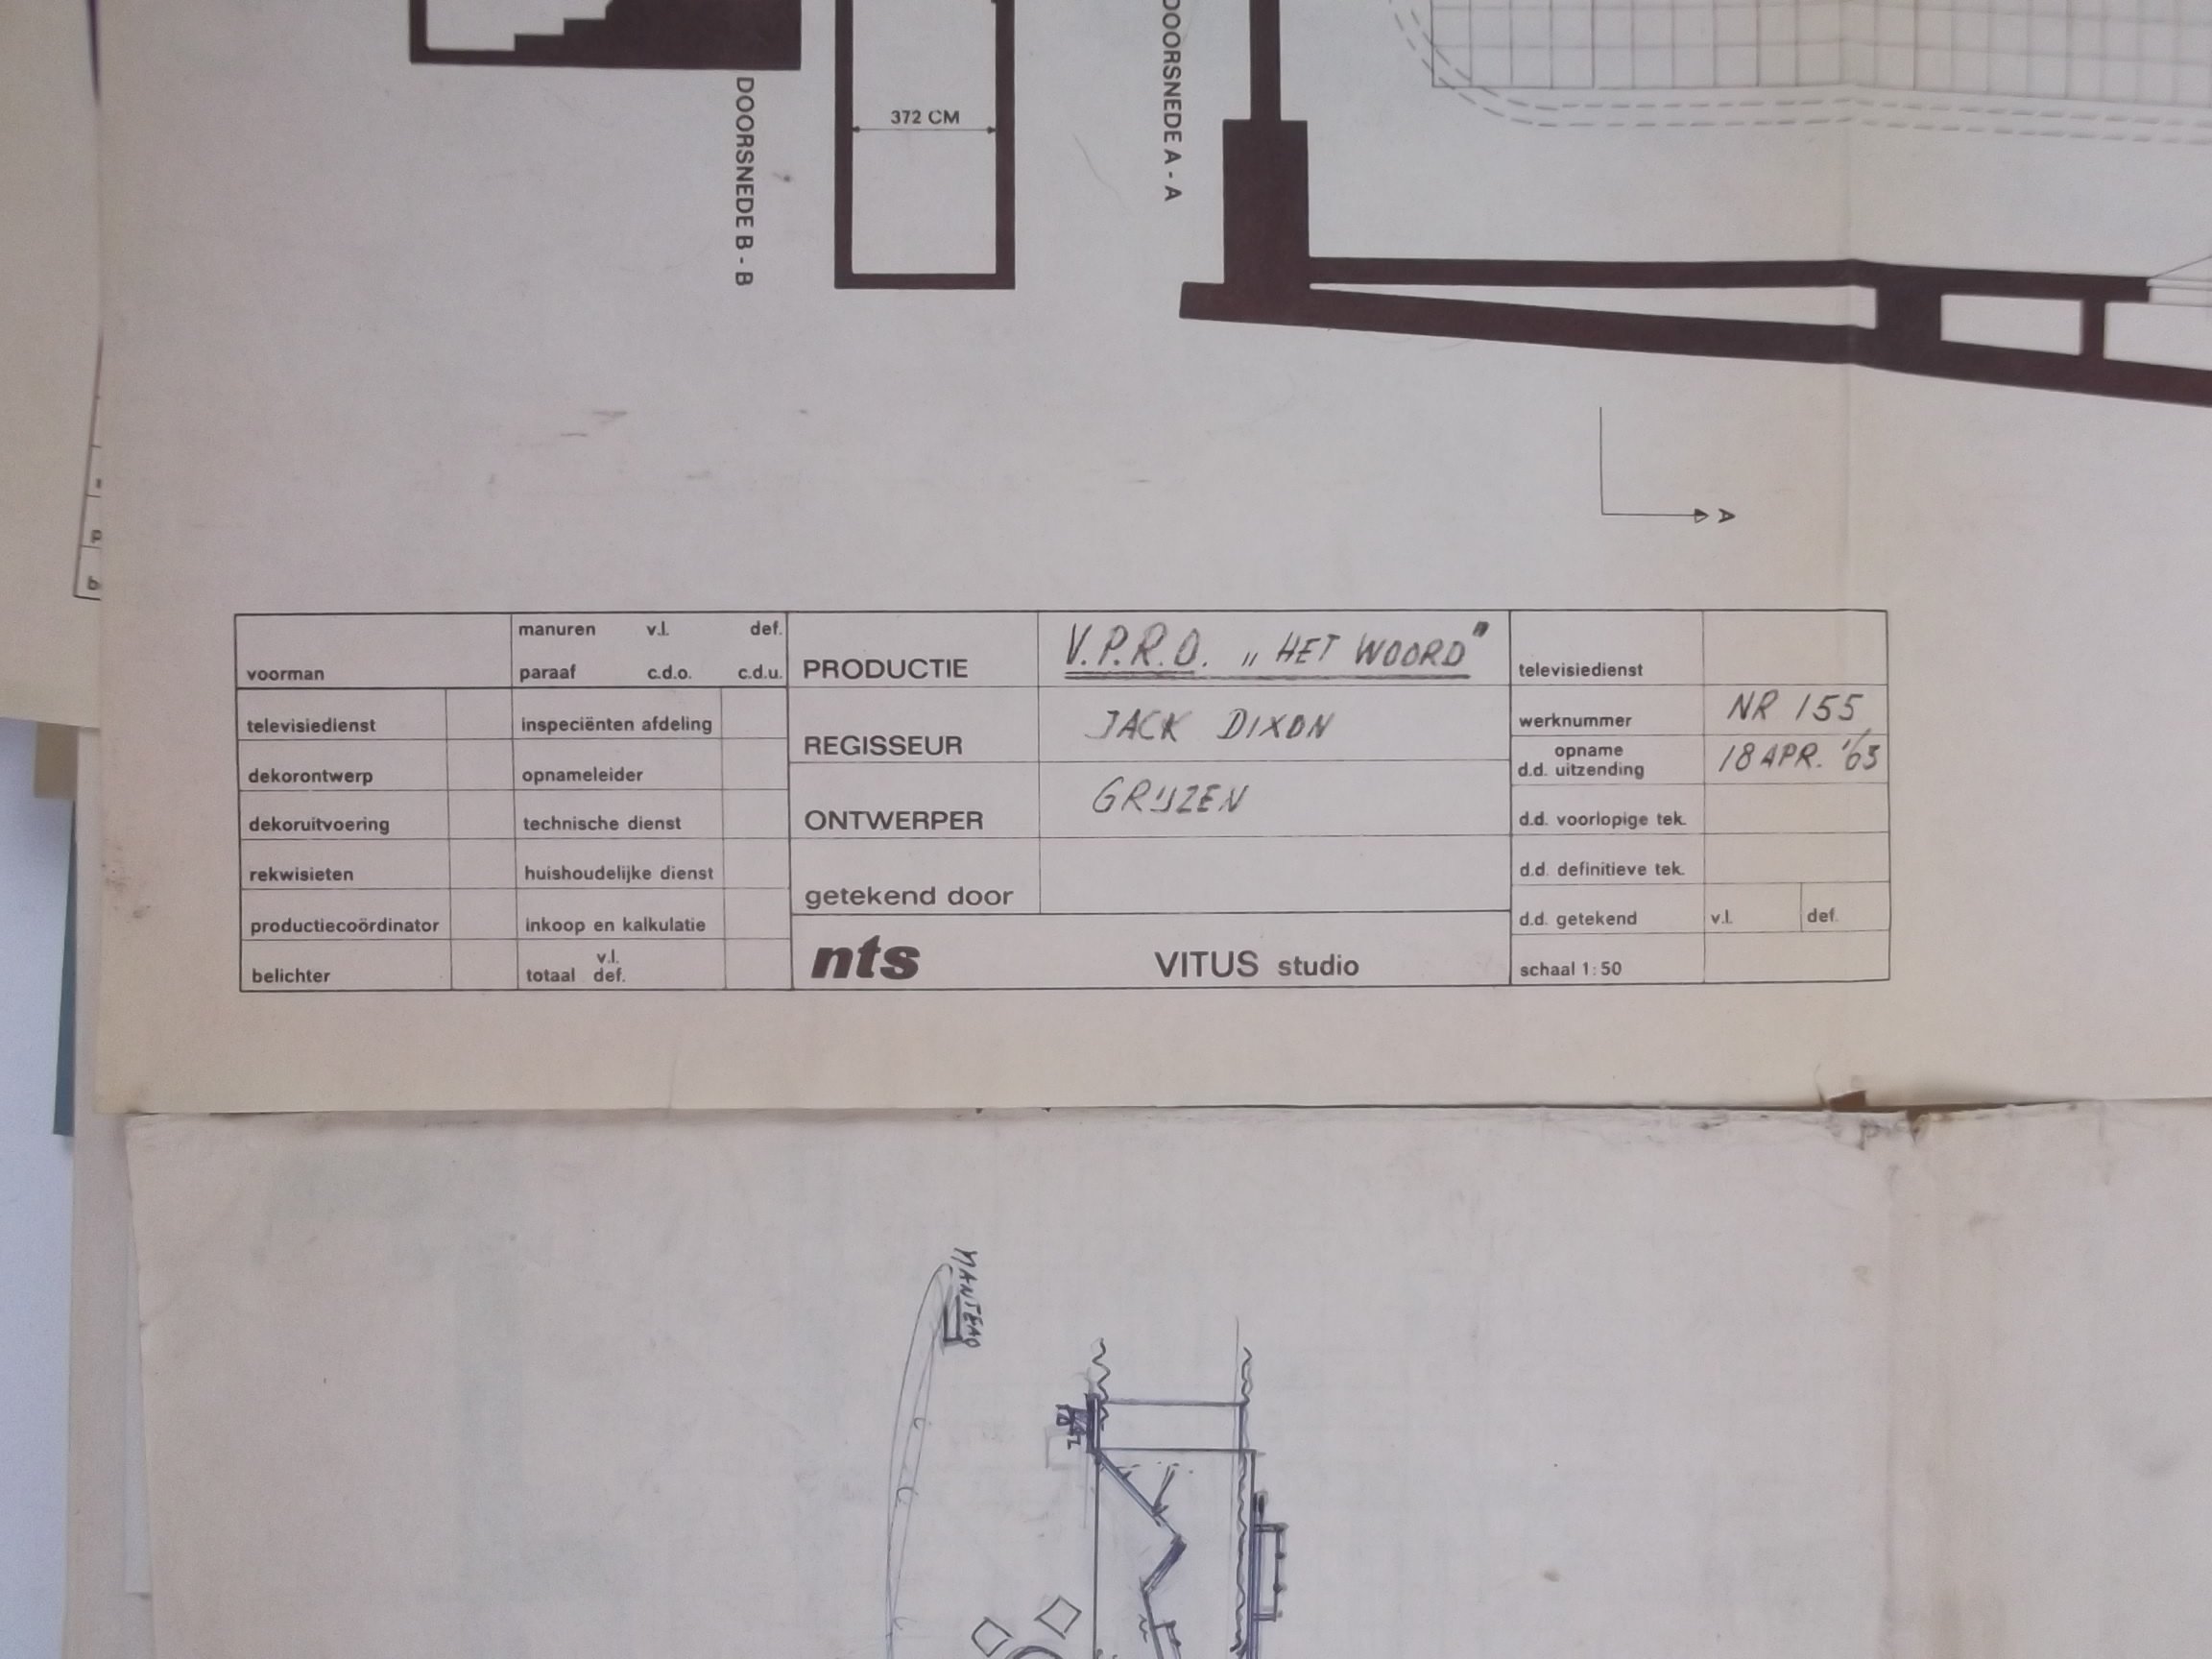 DOORSNEDE B - B
372 CM
DOORSNEDE A - A
A
a
b
voorman
manuren v.l. def.
paraaf c.d.o. c.d.u.
televisiedienst
inspeciënten afdeling
dekorontwerp
opnameleider
dekoruitvoering
technische dienst
rekwisieten
huishoudelijke dienst
productiecoördinator
inkoop en kalkulatie
belichter
v.l.
totaal def.
PRODUCTIE V.P.R.O. „ HET WOORD"
REGISSEUR JACK DIXON
ONTWERPER GRIJZEN
getekend door
nts VITUS studio
televisiedienst
werknummer NR 155
opname
d.d. uitzending 18 APR. '63
d.d. voorlopige tek.
d.d. definitieve tek.
d.d. getekend v.l. def.
schaal 1:50